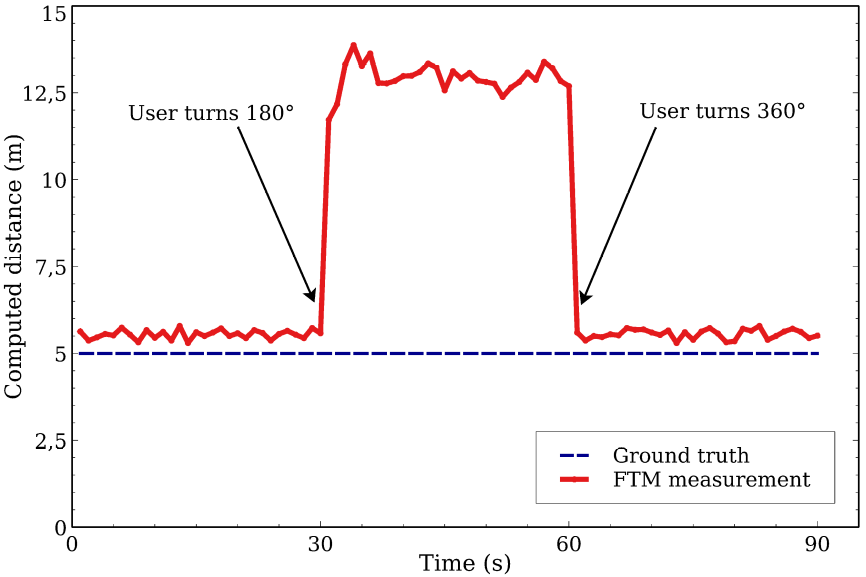 15
12,5
10
7,5
5
2,5
0
Computed distance (m)
User turns 180°
User turns 360°
Ground truth
FTM measurement
0
30
60
90
Time (s)